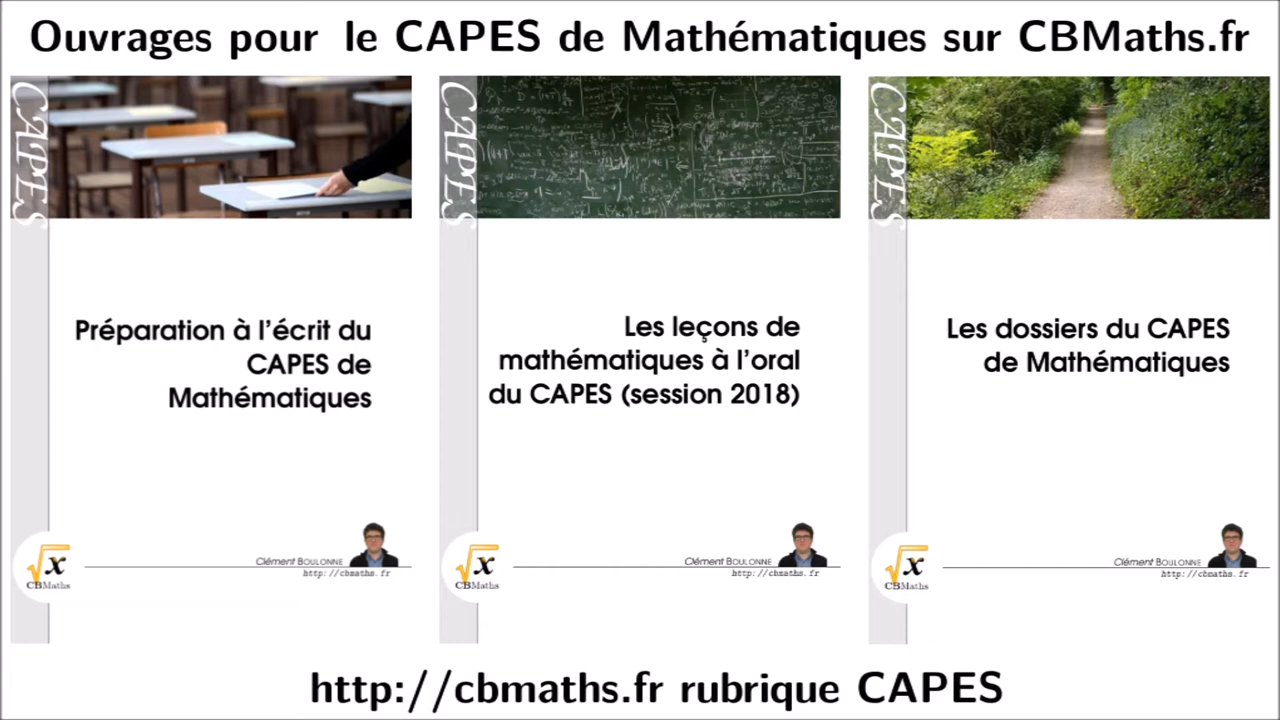 Ouvrages pour le CAPES de Mathématiques sur CBMaths.fr
CAPES
Préparation à l'écrit du
CAPES de
Mathématiques
Clément BOULONNE
http://cbmaths.fr
√x
CBMaths
CAPES
Les leçons de
mathématiques à l'oral
du CAPES (session 2018)
Clément BOULONNE
http://cbmaths.fr
√x
CBMaths
CAPES
Les dossiers du CAPES
de Mathématiques
Clément BOULONNE
http://cbmaths.fr
√x
CBMaths
http://cbmaths.fr rubrique CAPES